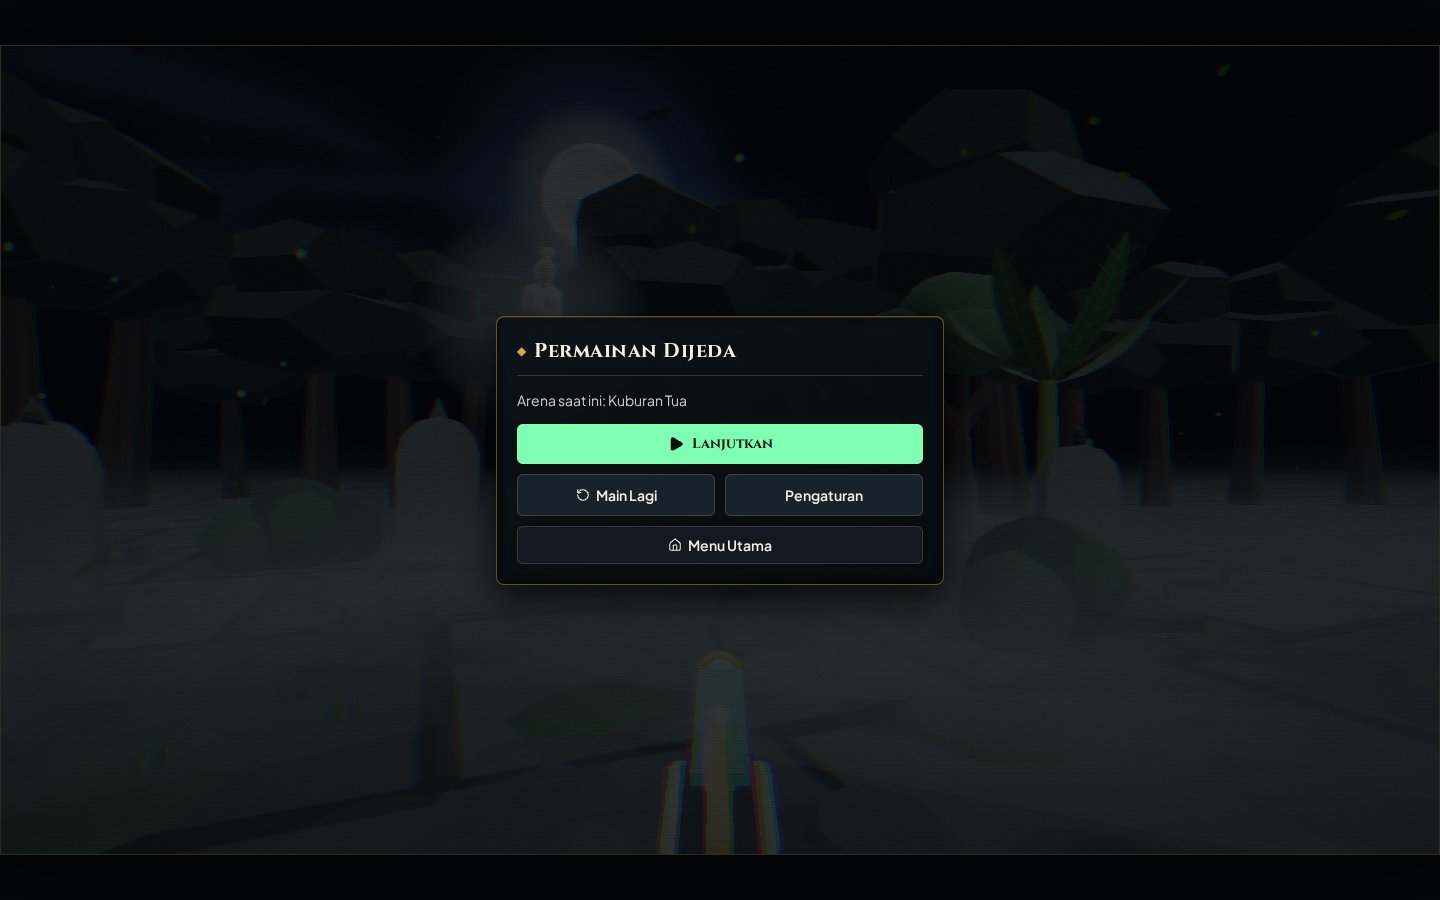 Permainan Dijeda
Arena saat ini: Kuburan Tua
Lanjutkan
Main Lagi
Pengaturan
Menu Utama